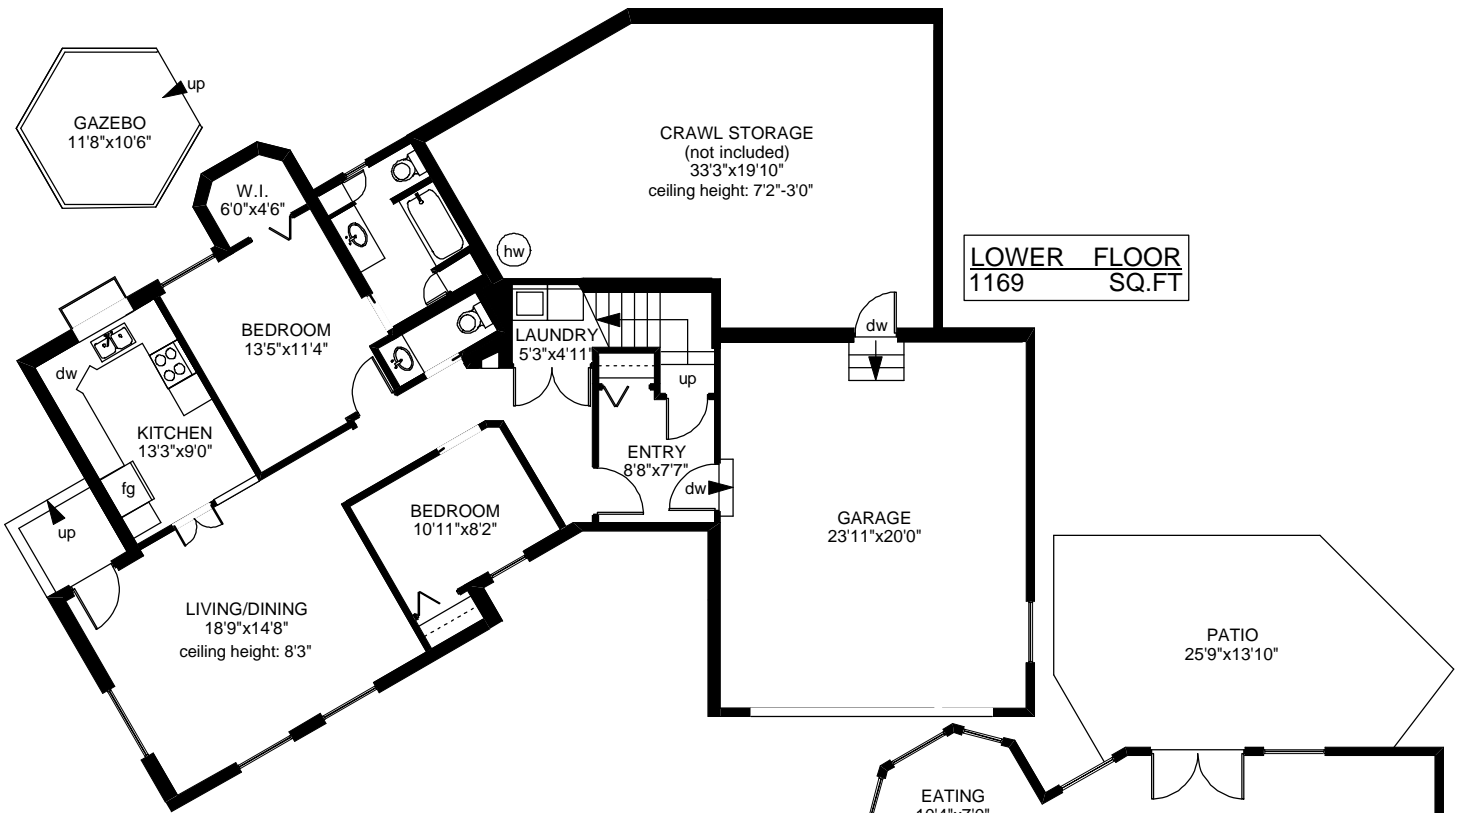 GAZEBO
11'8"x10'6"
up
W.I.
6'0"x4'6"
CRAWL STORAGE
(not included)
33'3"x19'10"
ceiling height: 7'2"-3'0"
hw
LOWER FLOOR
1169 SQ.FT
BEDROOM
13'5"x11'4"
LAUNDRY
5'3"x4'11"
dw
dw
up
KITCHEN
13'3"x9'0"
fg
up
ENTRY
8'8"x7'7"
dw
BEDROOM
10'11"x8'2"
GARAGE
23'11"x20'0"
LIVING/DINING
18'9"x14'8"
ceiling height: 8'3"
PATIO
25'9"x13'10"
EATING